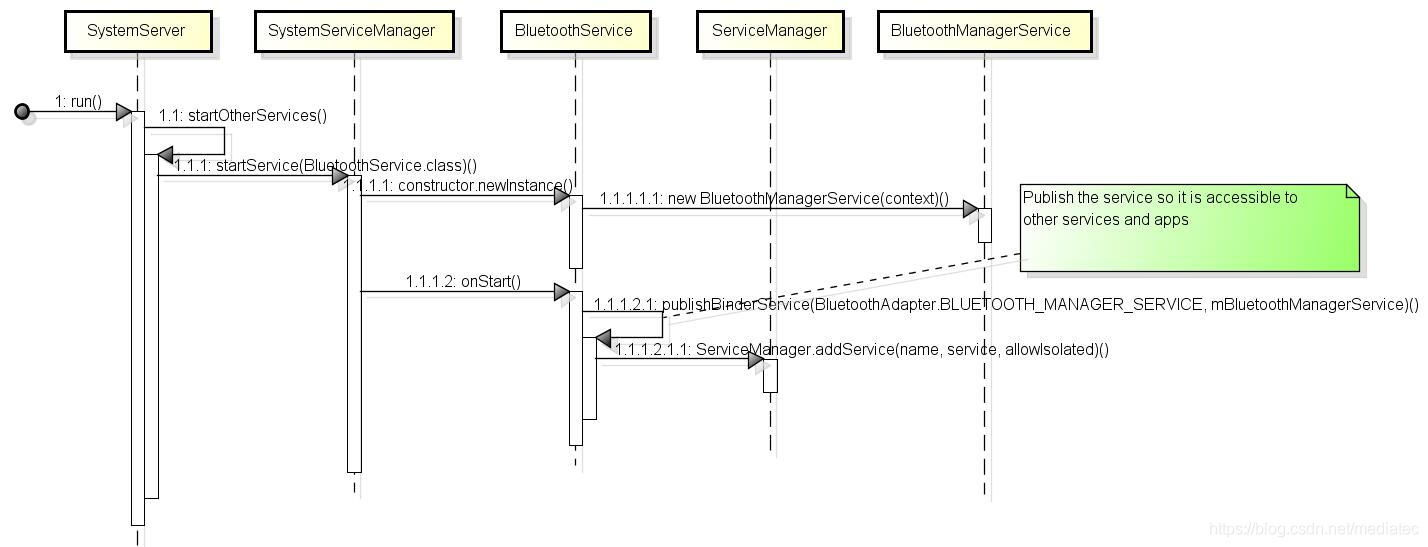 SystemServer
SystemServiceManager
BluetoothService
ServiceManager
BluetoothManagerService
1: run()
1.1: startOtherServices()
1.1.1: startService(BluetoothService.class)()
1.1.1.1: constructor.newInstance()
1.1.1.1.1: new BluetoothManagerService(context)()
Publish the service so it is accessible to
other services and apps
1.1.1.2: onStart()
1.1.1.2.1: publishBinderService(BluetoothAdapter.BLUETOOTH_MANAGER_SERVICE, mBluetoothManagerService)()
1.1.1.2.1.1: ServiceManager.addService(name, service, allowIsolated)()
https://blog.csdn.net/mediatec